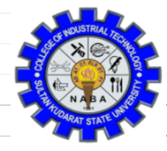 COLLEGE OF INDUSTRIAL TECHNOLOGY
NABA
SULTAN KUDARAT STATE UNIVERSITY